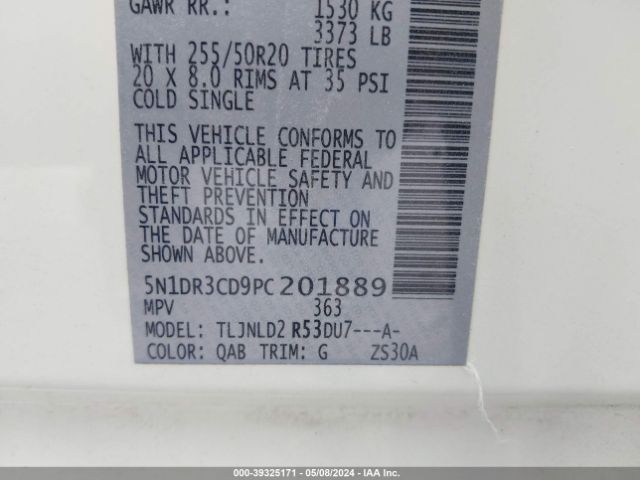 GAWR RR.: 1530 KG
3373 LB
WITH 255/50R20 TIRES
20 X 8.0 RIMS AT 35 PSI
COLD SINGLE
THIS VEHICLE CONFORMS TO
ALL APPLICABLE FEDERAL
MOTOR VEHICLE SAFETY AND
THEFT PREVENTION
STANDARDS IN EFFECT ON
THE DATE OF MANUFACTURE
SHOWN ABOVE.
5N1DR3CD9PC201889
MPV 363
MODEL: TLJNLD2 R53DU7---A-
COLOR: QAB TRIM: G ZS30A
000-39325171 - 05/08/2024 - IAA Inc.